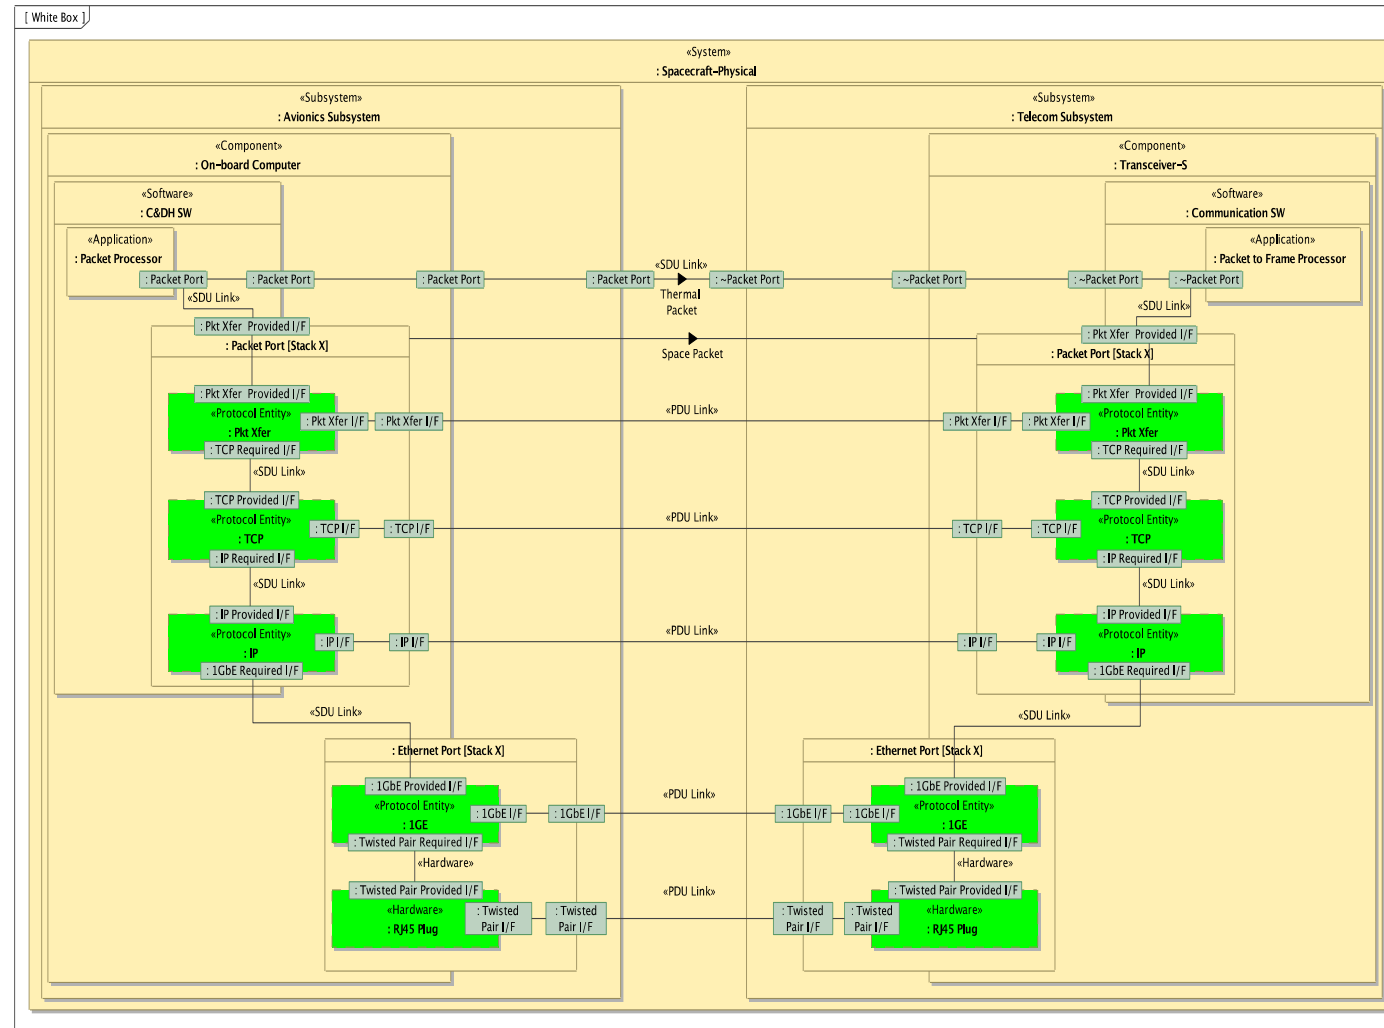 [ White Box ]
«System»
: Spacecraft-Physical
«Subsystem»
: Avionics Subsystem
«Subsystem»
: Telecom Subsystem
«Component»
: On-board Computer
«Component»
: Transceiver-S
«Software»
: C&DH SW
«Software»
: Communication SW
«Application»
: Packet Processor
«Application»
: Packet to Frame Processor
: Packet Port
: Packet Port
: Packet Port
: Packet Port
«SDU Link»
Thermal
Packet
: ~Packet Port
: ~Packet Port
: ~Packet Port
: ~Packet Port
«SDU Link»
«SDU Link»
: Pkt Xfer Provided I/F
: Packet Port [Stack X]
Space Packet
: Pkt Xfer Provided I/F
: Packet Port [Stack X]
: Pkt Xfer Provided I/F
«Protocol Entity»
: Pkt Xfer
: Pkt Xfer I/F
: Pkt Xfer I/F
«PDU Link»
: Pkt Xfer I/F
: Pkt Xfer I/F
: Pkt Xfer Provided I/F
«Protocol Entity»
: Pkt Xfer
: TCP Required I/F
: TCP Required I/F
«SDU Link»
«SDU Link»
: TCP Provided I/F
«Protocol Entity»
: TCP
: TCP I/F
: TCP I/F
«PDU Link»
: TCP I/F
: TCP I/F
: TCP Provided I/F
«Protocol Entity»
: TCP
: IP Required I/F
: IP Required I/F
«SDU Link»
«SDU Link»
: IP Provided I/F
«Protocol Entity»
: IP
: IP I/F
: IP I/F
«PDU Link»
: IP I/F
: IP I/F
: IP Provided I/F
«Protocol Entity»
: IP
: 1GbE Required I/F
: 1GbE Required I/F
«SDU Link»
«SDU Link»
: Ethernet Port [Stack X]
: Ethernet Port [Stack X]
: 1GbE Provided I/F
«Protocol Entity»
: 1GE
: 1GbE I/F
: 1GbE I/F
«PDU Link»
: 1GbE I/F
: 1GbE I/F
: 1GbE Provided I/F
«Protocol Entity»
: 1GE
: Twisted Pair Required I/F
: Twisted Pair Required I/F
«Hardware»
«Hardware»
: Twisted Pair Provided I/F
«Hardware»
: RJ45 Plug
: Twisted
Pair I/F
: Twisted
Pair I/F
«PDU Link»
: Twisted
Pair I/F
: Twisted
Pair I/F
: Twisted Pair Provided I/F
«Hardware»
: RJ45 Plug